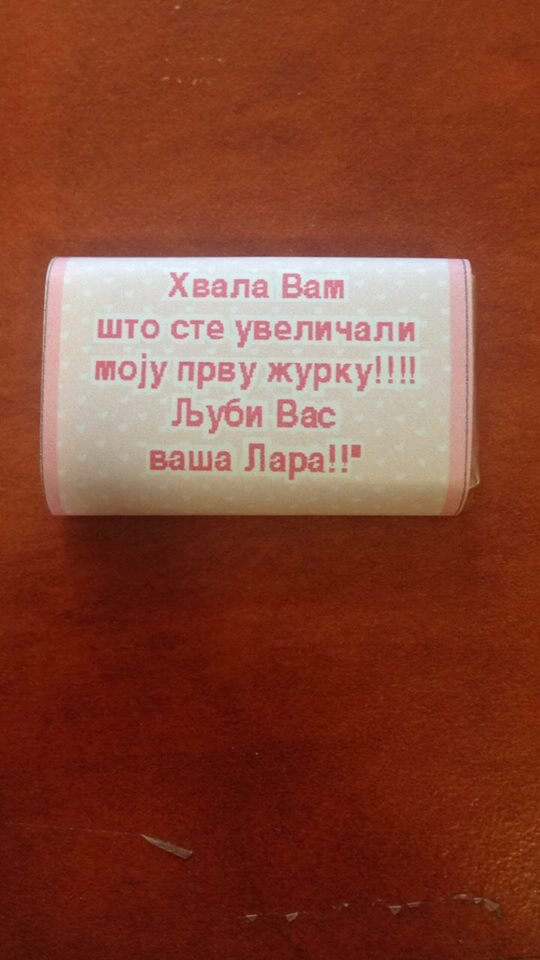 Хвала Вам
што сте увеличали
моју прву журку!!!!
Љуби Вас
ваша Лара!!"